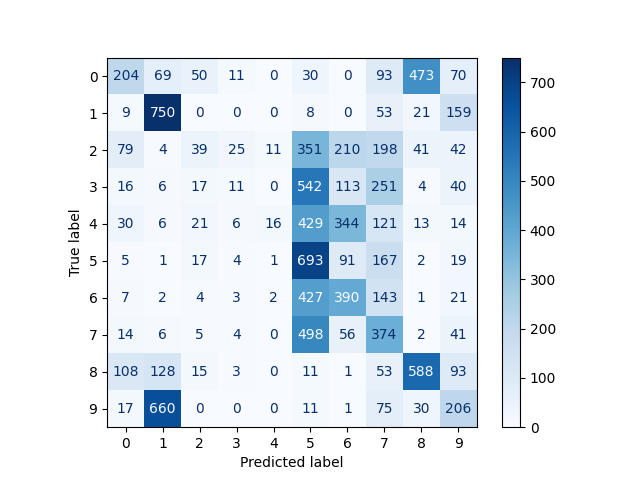 0 204 69 50 11 0 30 0 93 473 70
1 9 750 0 0 0 8 0 53 21 159
2 79 4 39 25 11 351 210 198 41 42
3 16 6 17 11 0 542 113 251 4 40
4 30 6 21 6 16 429 344 121 13 14
5 5 1 17 4 1 693 91 167 2 19
6 7 2 4 3 2 427 390 143 1 21
7 14 6 5 4 0 498 56 374 2 41
8 108 128 15 3 0 11 1 53 588 93
9 17 660 0 0 0 11 1 75 30 206
0 1 2 3 4 5 6 7 8 9
Predicted label
True label
700
600
500
400
300
200
100
0